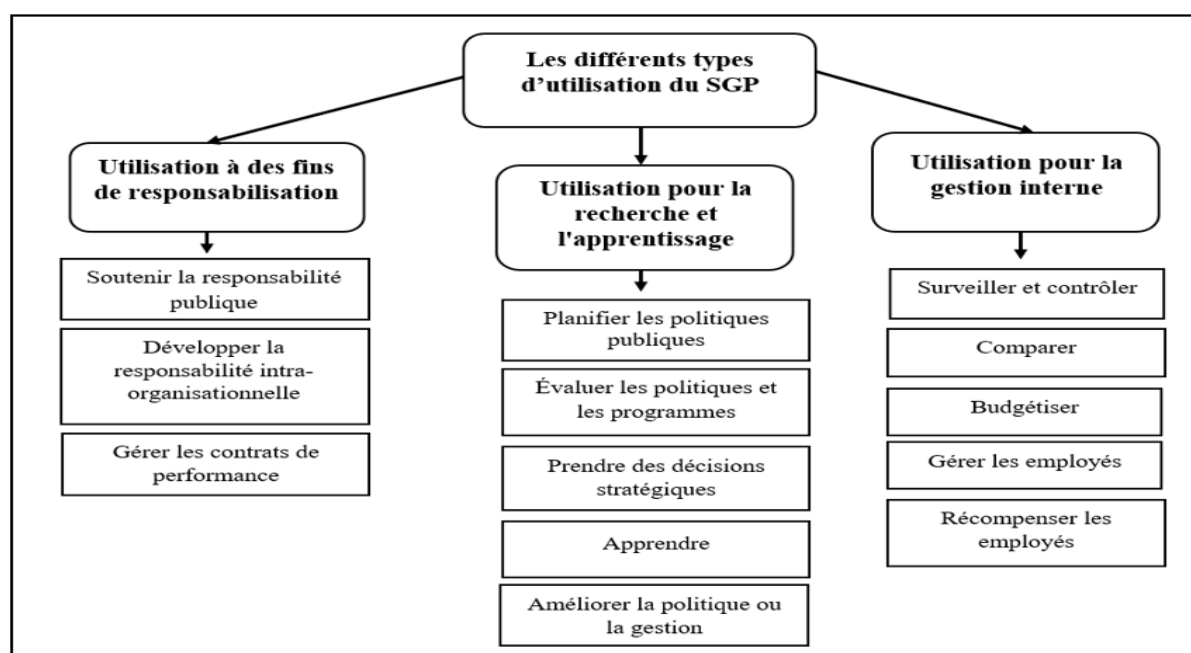 Les différents types
d’utilisation du SGP
Utilisation à des fins
de responsabilisation
Soutenir la responsabilité
publique
Développer la
responsabilité intra-
organisationnelle
Gérer les contrats de
performance
Utilisation pour la
recherche et
l'apprentissage
Planifier les politiques
publiques
Évaluer les politiques et
les programmes
Prendre des décisions
stratégiques
Apprendre
Améliorer la politique ou
la gestion
Utilisation pour la
gestion interne
Surveiller et contrôler
Comparer
Budgétiser
Gérer les employés
Récompenser les
employés